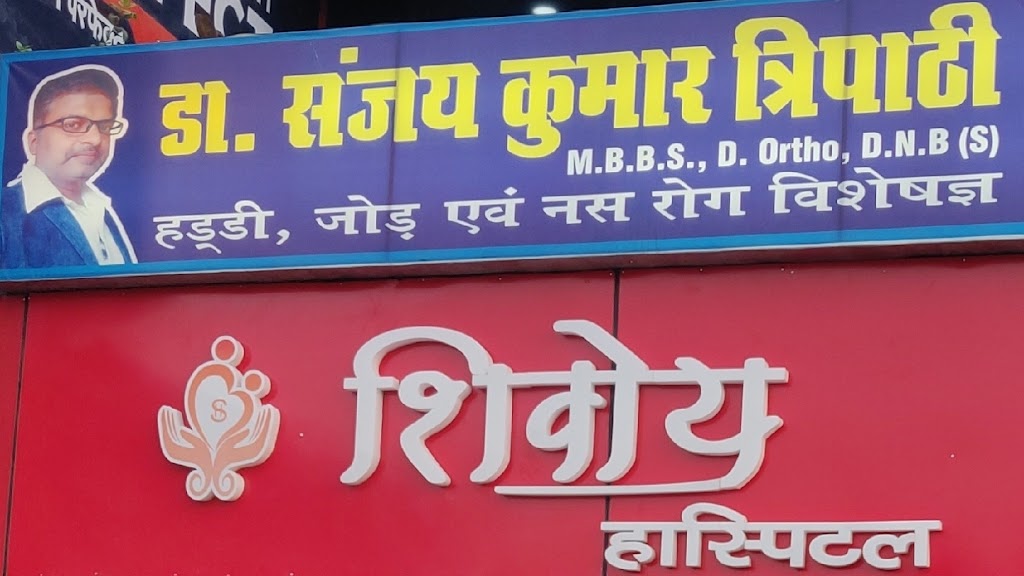 डा. संजय कुमार त्रिपाठी
M.B.B.S., D. Ortho, D.N.B (S)
हड्डी, जोड़ एवं नस रोग विशेषज्ञ
शिवोय
हास्पिटल